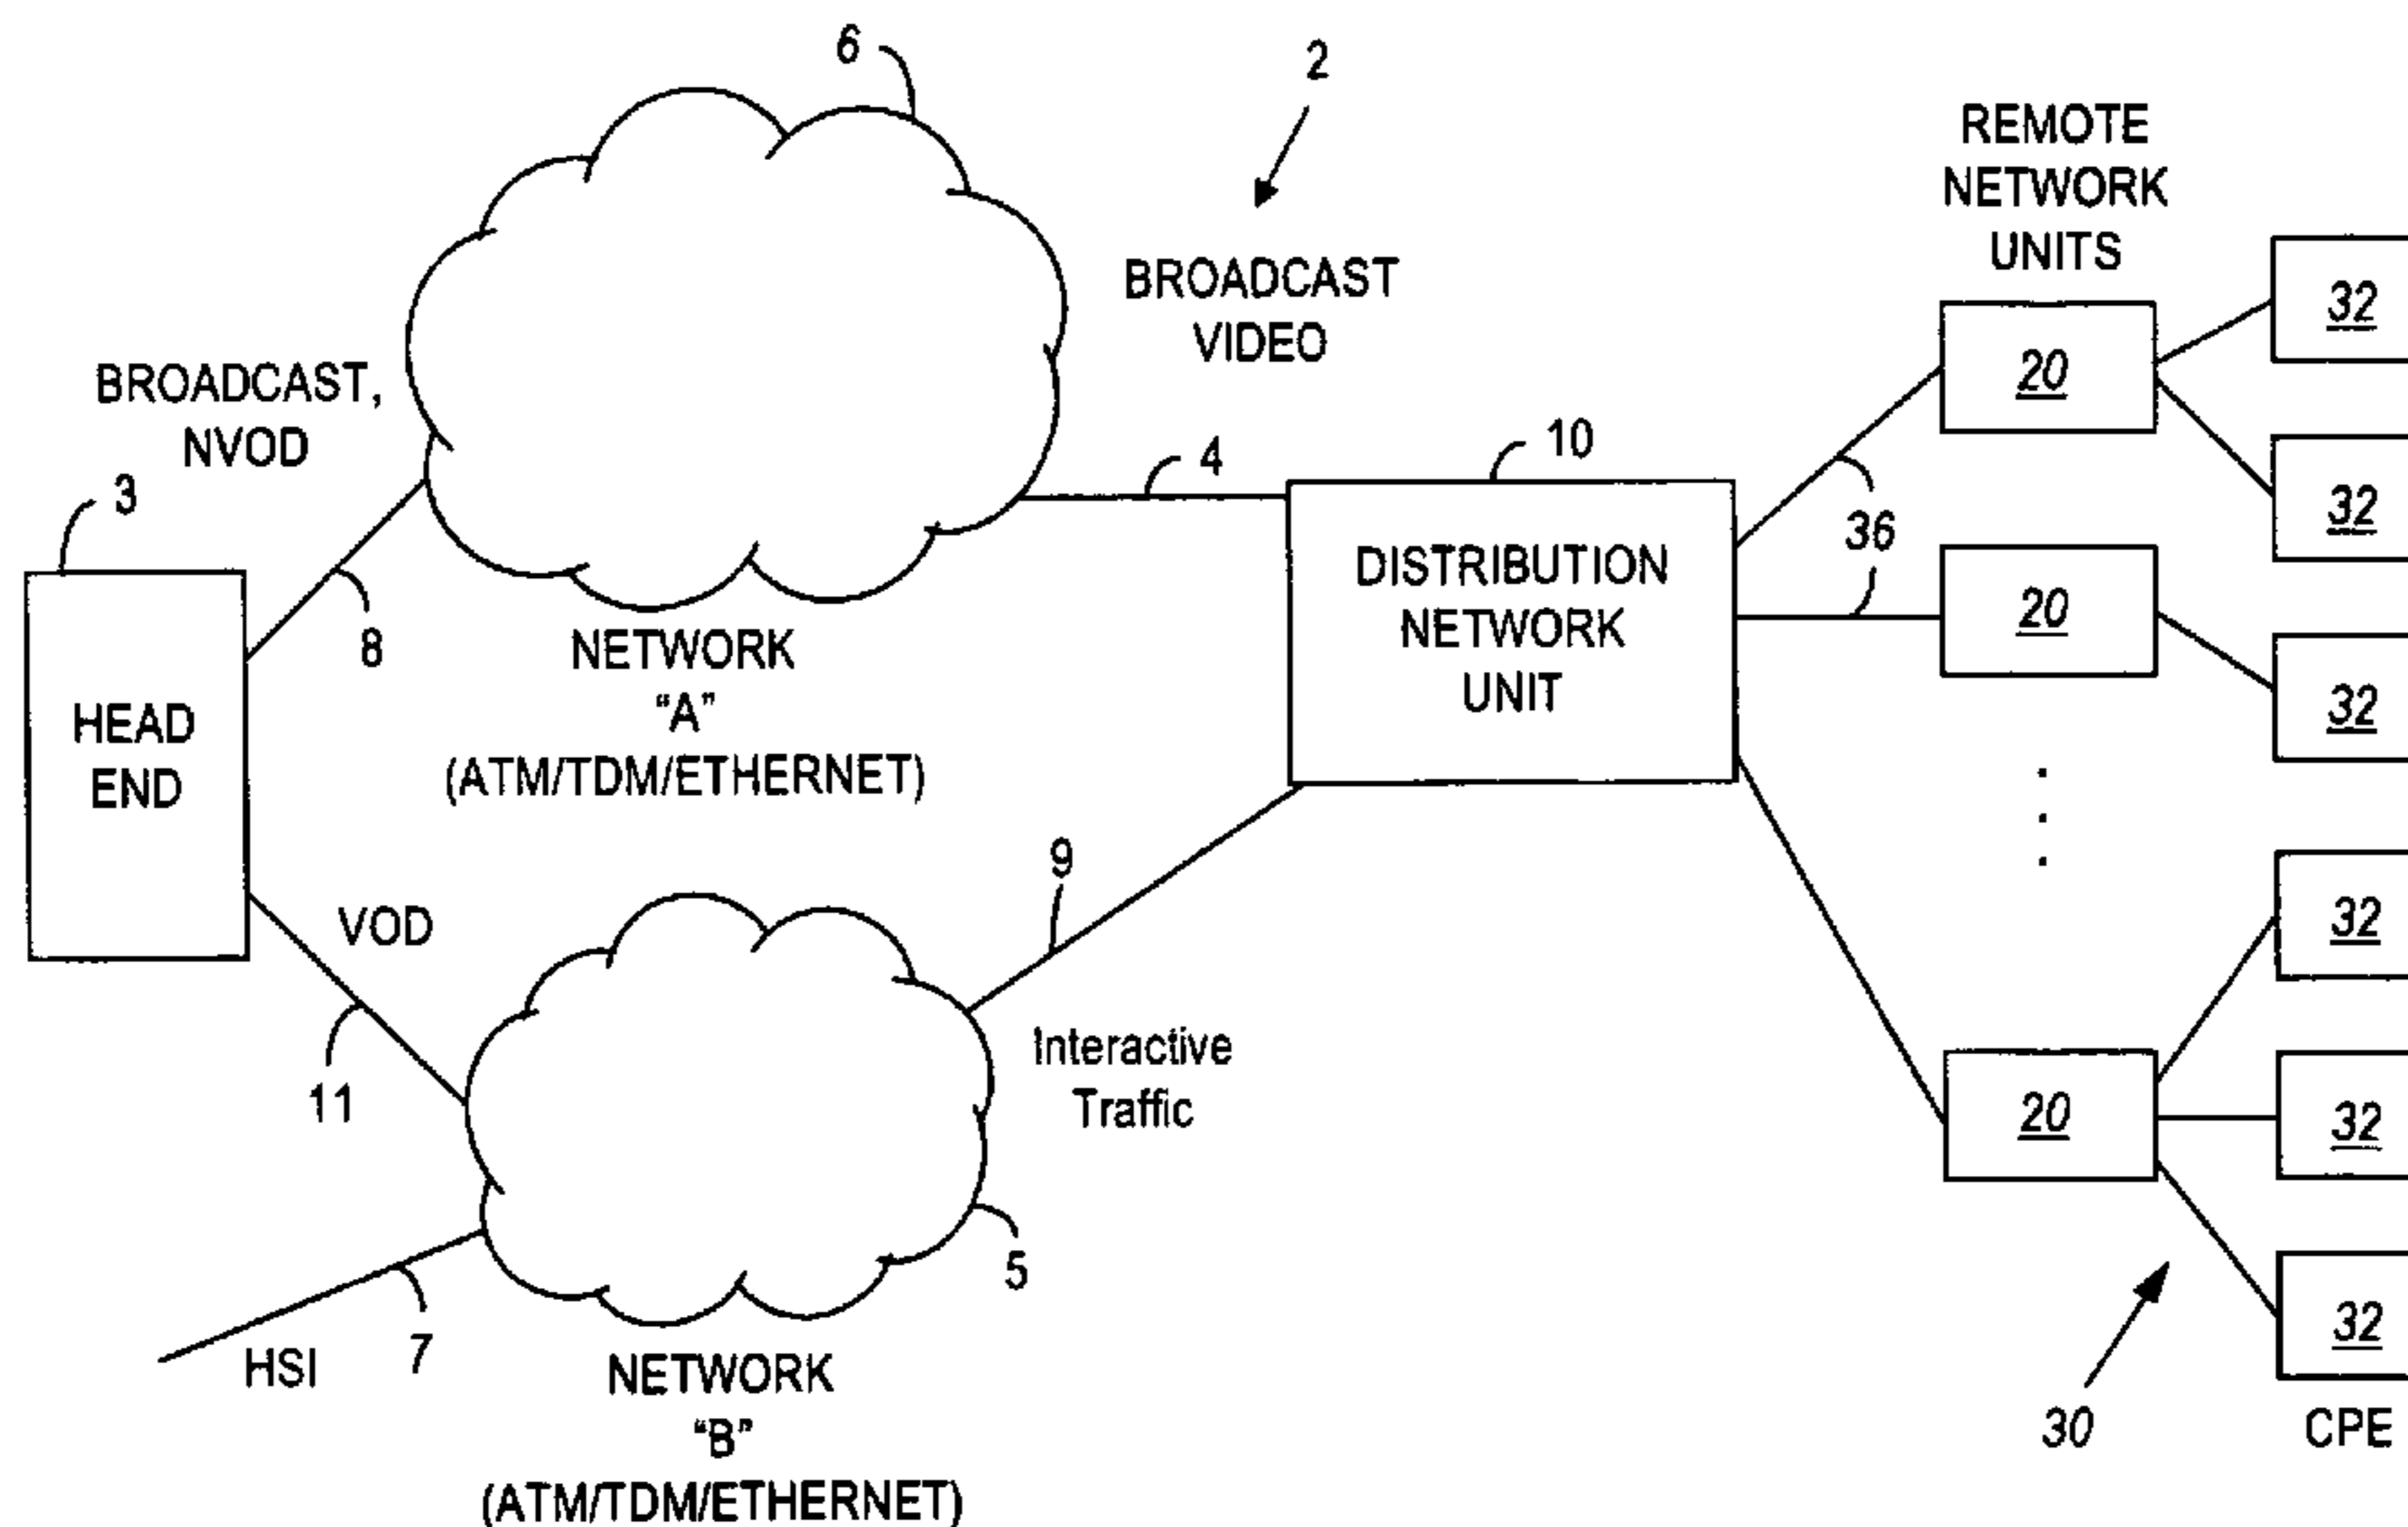 6
2
REMOTE
NETWORK
UNITS
BROADCAST
VIDEO
BROADCAST,
NVOD
3
8
4
10
36
HEAD
END
NETWORK
“A”
(ATM/TDM/ETHERNET)
DISTRIBUTION
NETWORK
UNIT
20
32
32
20
32
VOD
11
9
Interactive
Traffic
5
HSI
7
NETWORK
“B”
(ATM/TDM/ETHERNET)
20
32
32
32
30
CPE